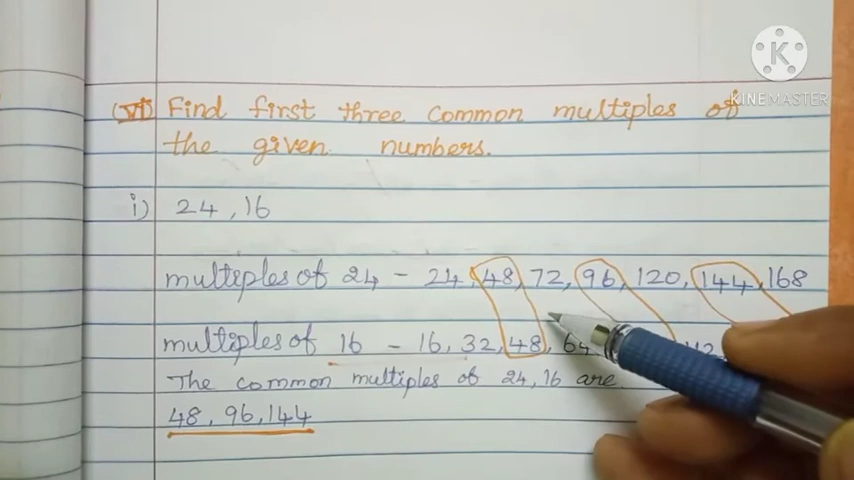 (vi) Find first three common multiples of
the given numbers.
i) 24, 16
multiples of 24 - 24, 48, 72, 96, 120, 144, 168
multiples of 16 - 16, 32, 48, 64
The common multiples of 24, 16 are
48, 96, 144
KINEMASTER